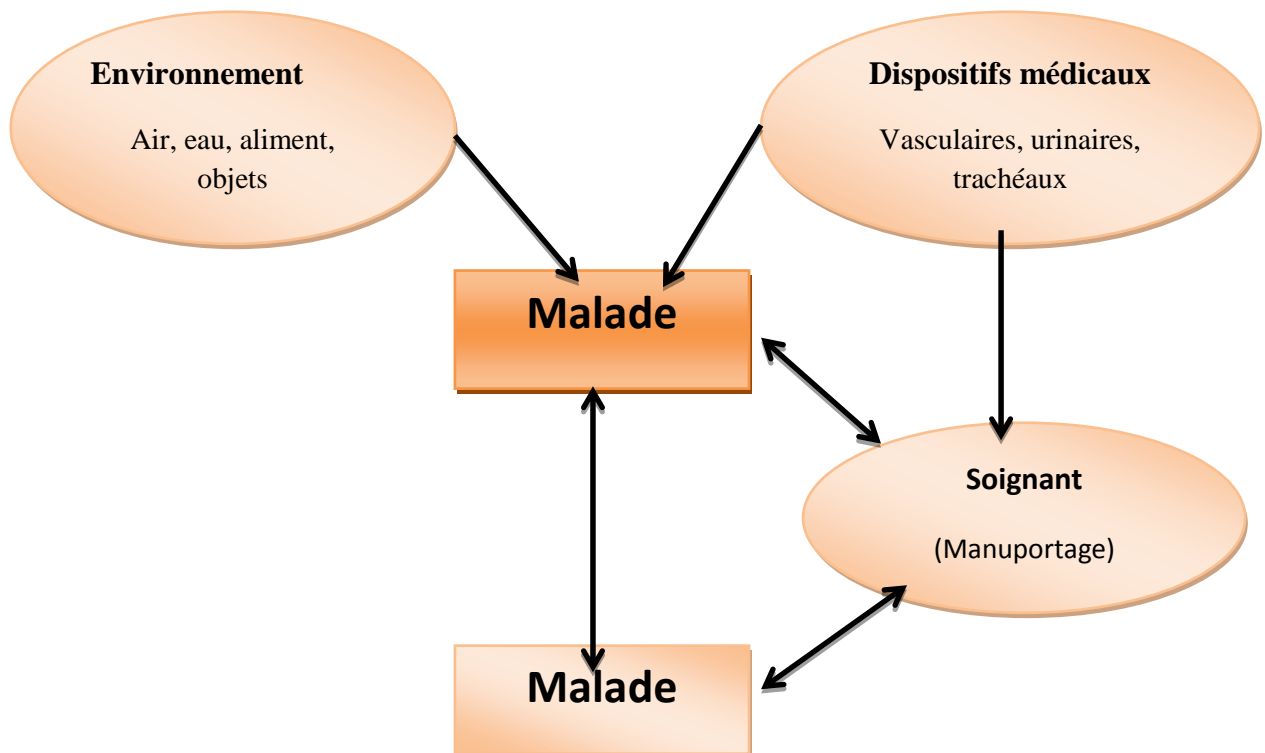 Environnement
Air, eau, aliment,
objets
Dispositifs médicaux
Vasculaires, urinaires,
trachéaux
Malade
Soignant
(Manuportage)
Malade